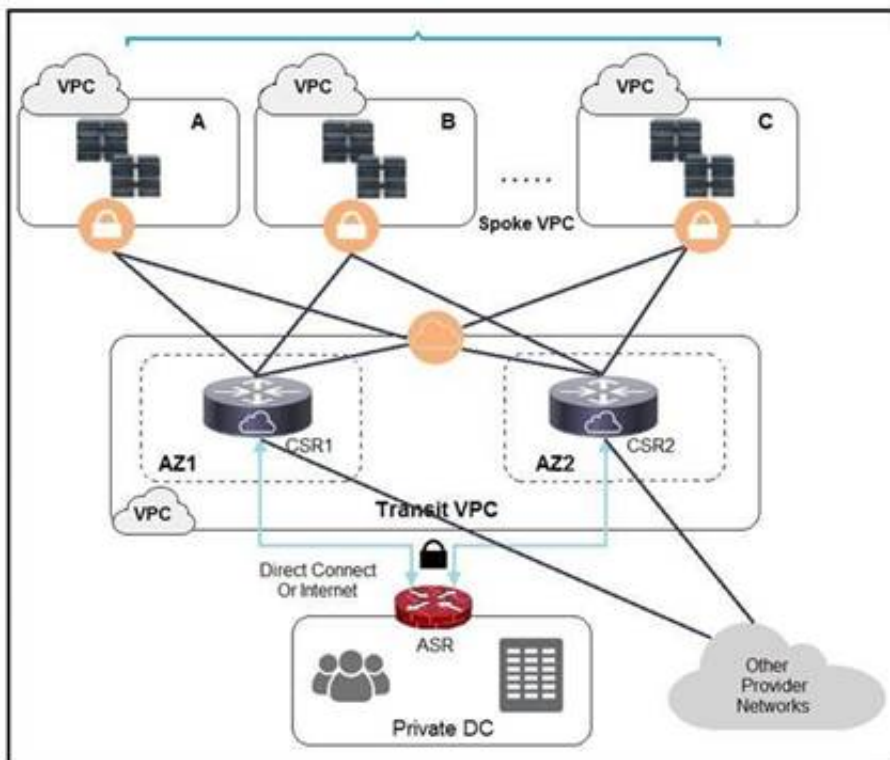 VPC
A
VPC
B
VPC
C
.....
Spoke VPC
CSR1
AZ1
CSR2
AZ2
VPC
Transit VPC
Direct Connect
Or Internet
ASR
Private DC
Other
Provider
Networks